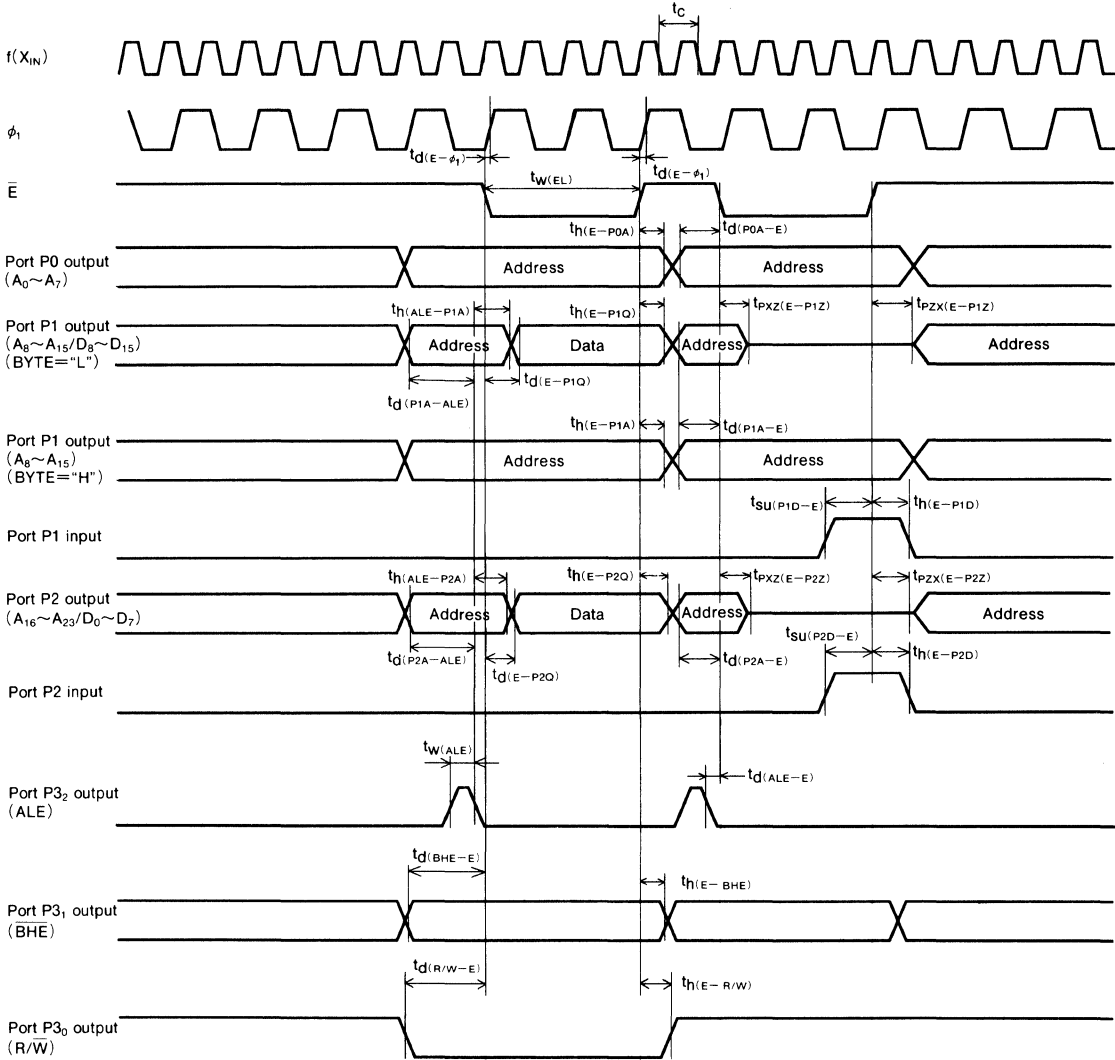 tC
f(XIN)
φ1
td(E−φ1)
tW(EL)
td(E−φ1)
E̅
th(E−P0A)
td(P0A−E)
Port P0 output
(A0~A7)
Address
Address
th(ALE−P1A)
th(E−P1Q)
tPXZ(E−P1Z)
tPZX(E−P1Z)
Port P1 output
(A8~A15/D8~D15)
(BYTE=“L”)
Address
Data
Address
Address
td(P1A−ALE)
td(E−P1Q)
th(E−P1A)
td(P1A−E)
Port P1 output
(A8~A15)
(BYTE=“H”)
Address
Address
tsu(P1D−E)
th(E−P1D)
Port P1 input
th(ALE−P2A)
th(E−P2Q)
tPXZ(E−P2Z)
tPZX(E−P2Z)
Port P2 output
(A16~A23/D0~D7)
Address
Data
Address
Address
td(P2A−ALE)
td(E−P2Q)
td(P2A−E)
tsu(P2D−E)
th(E−P2D)
Port P2 input
tW(ALE)
td(ALE−E)
Port P32 output
(ALE)
td(BHE−E)
th(E−BHE)
Port P31 output
(B̅H̅E̅)
td(R/W−E)
th(E−R/W)
Port P30 output
(R/W̅)